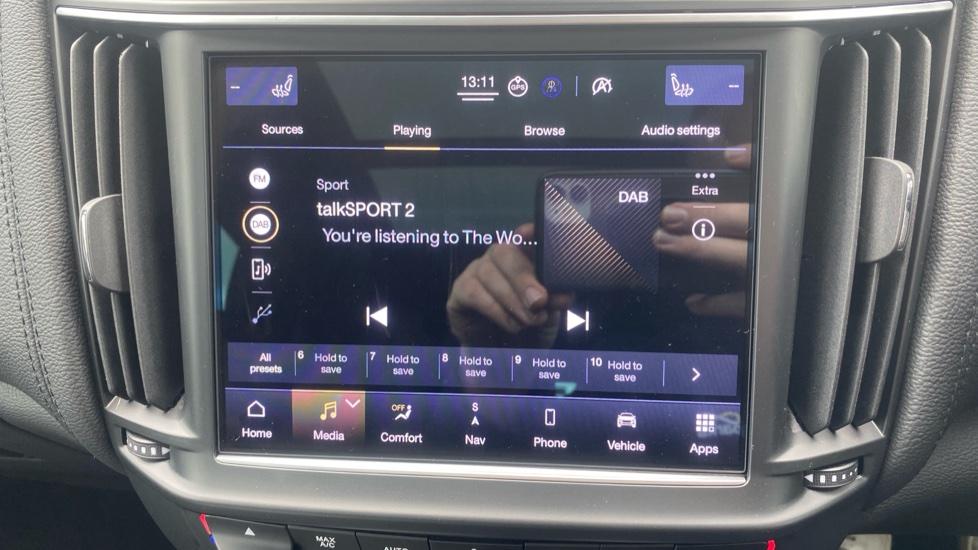 13:11 GPS
Sources Playing Browse Audio settings
FM
DAB
Sport
talkSPORT 2
You're listening to The Wo...
DAB
Extra
All presets
6 Hold to save
7 Hold to save
8 Hold to save
9 Hold to save
10 Hold to save
OFF S
Home Media Comfort Nav Phone Vehicle Apps
MAX
A/C
AUTO